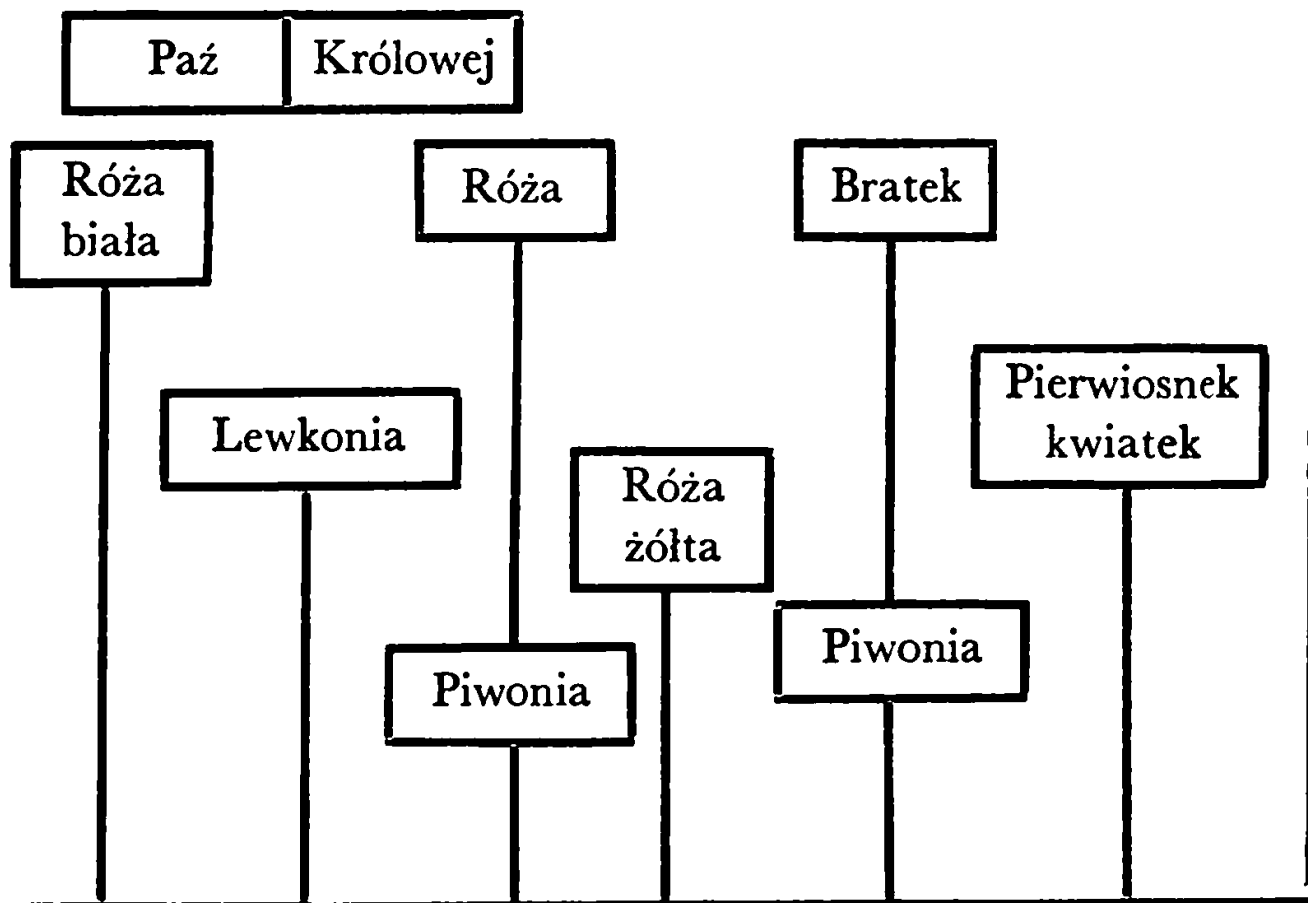 Paź Królowej
Róża
biała
Róża
Bratek
Pierwiosnek
kwiatek
Lewkonia
Róża
żółta
Piwonia
Piwonia